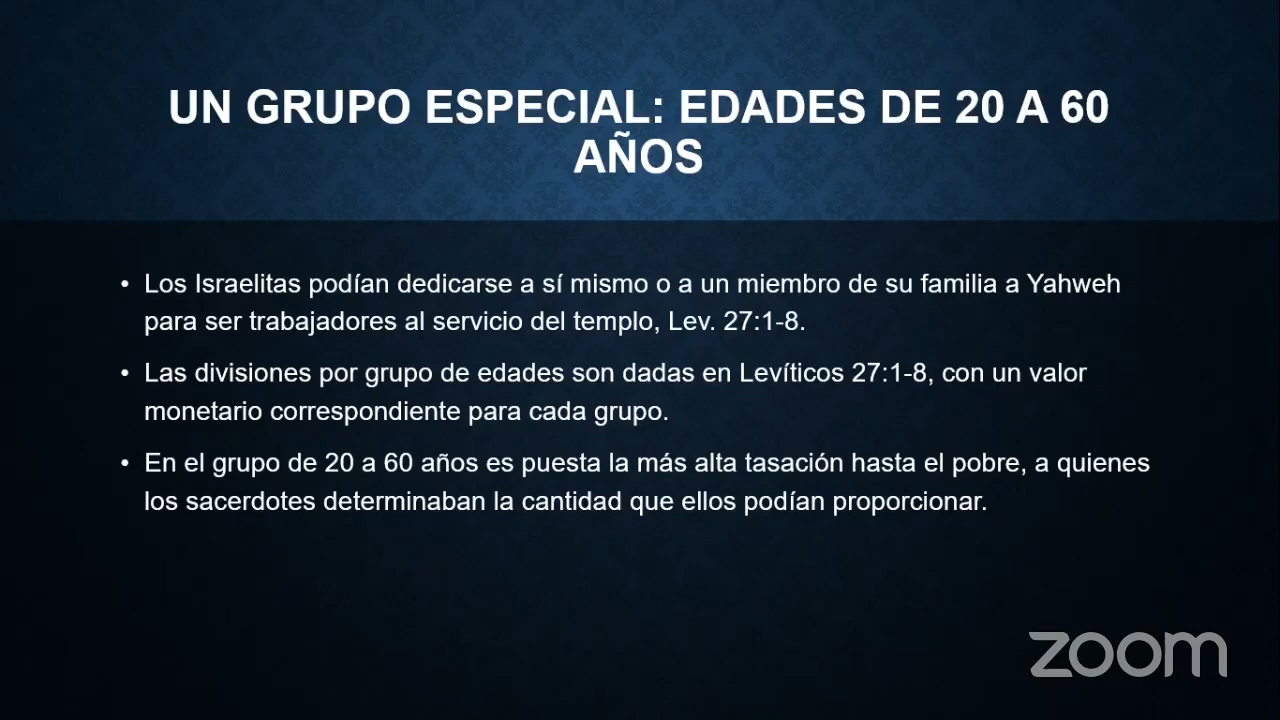 UN GRUPO ESPECIAL: EDADES DE 20 A 60
AÑOS
• Los Israelitas podían dedicarse a sí mismo o a un miembro de su familia a Yahweh
para ser trabajadores al servicio del templo, Lev. 27:1-8.
• Las divisiones por grupo de edades son dadas en Levíticos 27:1-8, con un valor
monetario correspondiente para cada grupo.
• En el grupo de 20 a 60 años es puesta la más alta tasación hasta el pobre, a quienes
los sacerdotes determinaban la cantidad que ellos podían proporcionar.
zoom